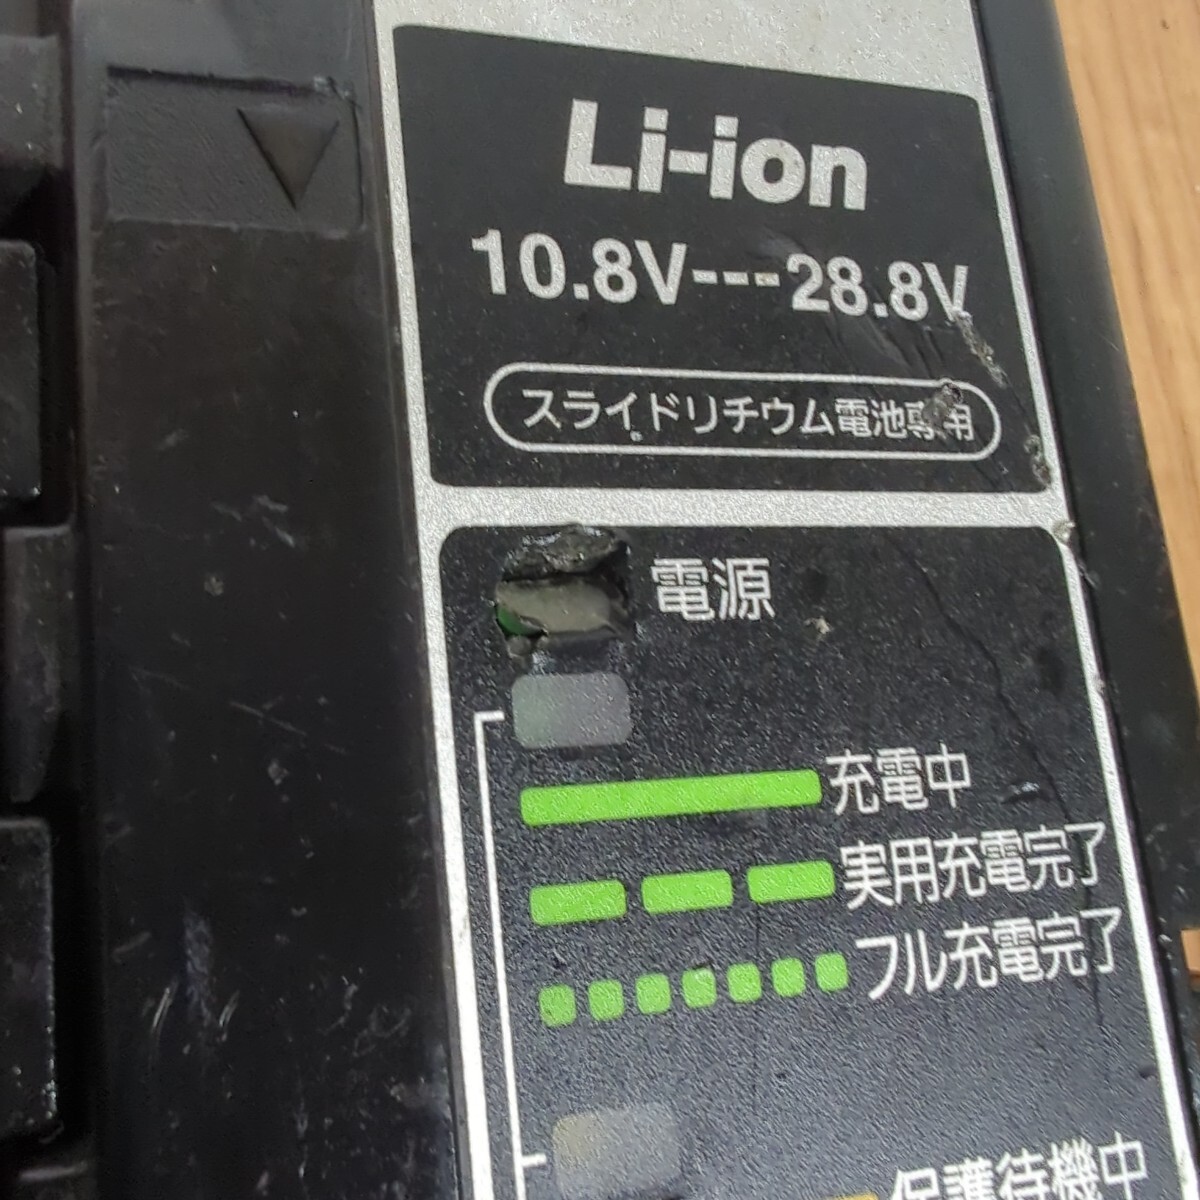 Li-ion
10.8V---28.8V
スライドリチウム電池専用
電源
充電中
実用充電完了
フル充電完了
保護待機中